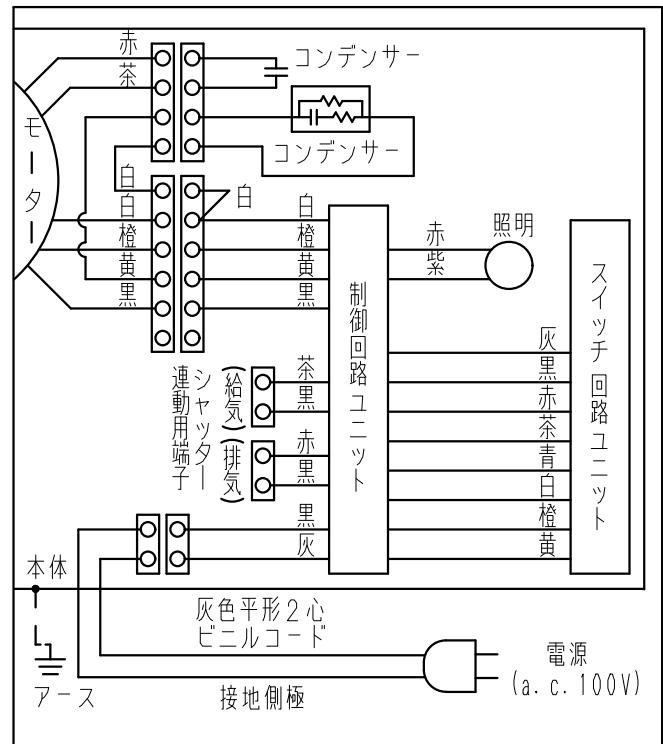 赤
茶
コンデンサー
コンデンサー
モーター
白
白
橙
黄
黒
白
白
橙
黄
黒
制御回路ユニット
赤
紫
照明
スイッチ回路ユニット
灰
黒
赤
茶
青
白
橙
黄
シャッター
連動用端子
(給気)
(排気)
茶
黒
赤
黒
黒
灰
本体
アース
灰色平形2心
ビニルコード
接地側極
電源
(a.c.100V)